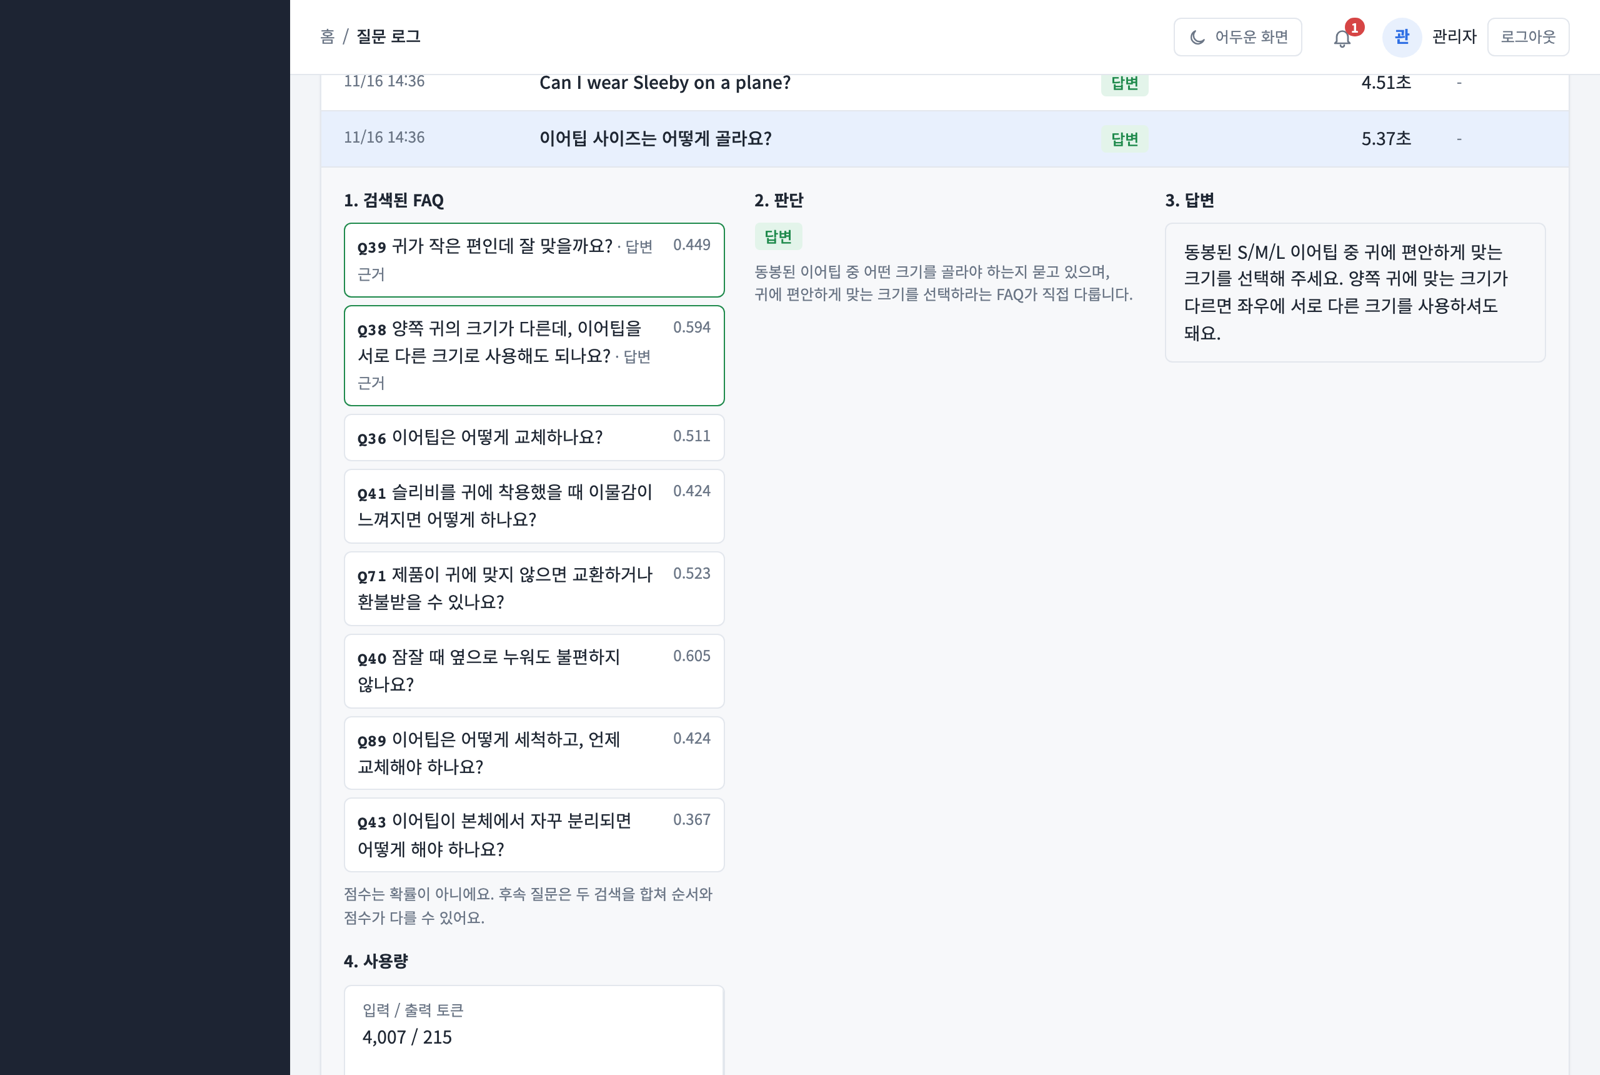 홈 / 질문 로그
어두운 화면
1
관
관리자
로그아웃
11/16 14:36 Can I wear Sleeby on a plane? 답변 4.51초 -
11/16 14:36 이어팁 사이즈는 어떻게 골라요? 답변 5.37초 -
1. 검색된 FAQ
Q39 귀가 작은 편인데 잘 맞을까요? · 답변 0.449
근거
Q38 양쪽 귀의 크기가 다른데, 이어팁을 0.594
서로 다른 크기로 사용해도 되나요? · 답변
근거
Q36 이어팁은 어떻게 교체하나요? 0.511
Q41 슬리비를 귀에 착용했을 때 이물감이 0.424
느껴지면 어떻게 하나요?
Q71 제품이 귀에 맞지 않으면 교환하거나 0.523
환불받을 수 있나요?
Q40 잠잘 때 옆으로 누워도 불편하지 0.605
않나요?
Q89 이어팁은 어떻게 세척하고, 언제 0.424
교체해야 하나요?
Q43 이어팁이 본체에서 자꾸 분리되면 0.367
어떻게 해야 하나요?
점수는 확률이 아니에요. 후속 질문은 두 검색을 합쳐 순서와
점수가 다를 수 있어요.
2. 판단
답변
동봉된 이어팁 중 어떤 크기를 골라야 하는지 묻고 있으며,
귀에 편안하게 맞는 크기를 선택하라는 FAQ가 직접 다룹니다.
3. 답변
동봉된 S/M/L 이어팁 중 귀에 편안하게 맞는
크기를 선택해 주세요. 양쪽 귀에 맞는 크기가
다르면 좌우에 서로 다른 크기를 사용하셔도
돼요.
4. 사용량
입력 / 출력 토큰
4,007 / 215